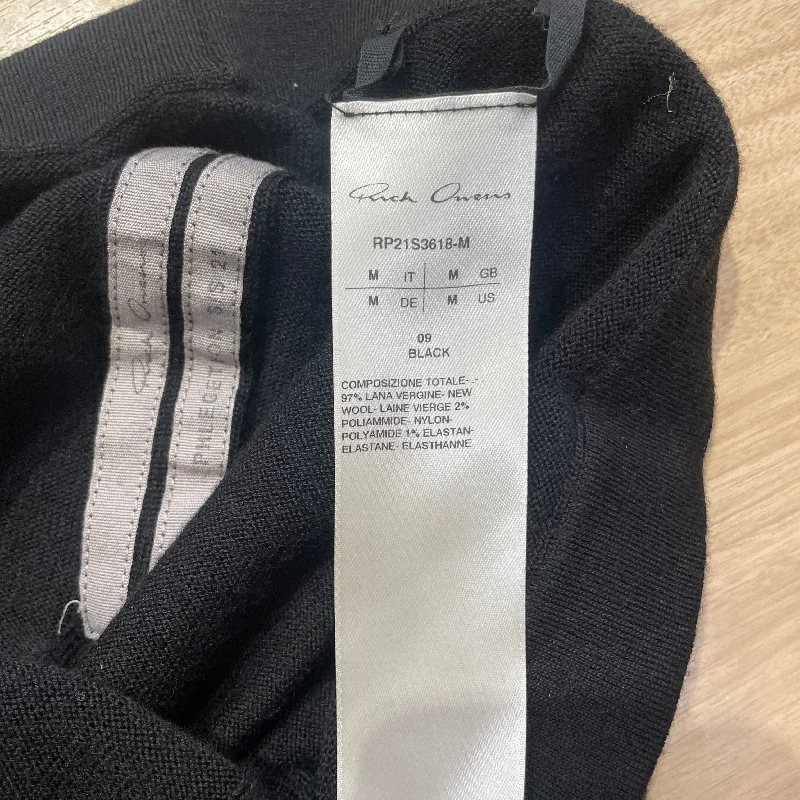 Rick Owens
PHLEGETHON S/S 21
Rick Owens
RP21S3618-M
M IT M GB
M DE M US
09
BLACK
COMPOSIZIONE TOTALE- .-
97% LANA VERGINE- NEW
WOOL- LAINE VIERGE 2%
POLIAMMIDE- NYLON-
POLYAMIDE 1% ELASTAN-
ELASTANE- ELASTHANNE